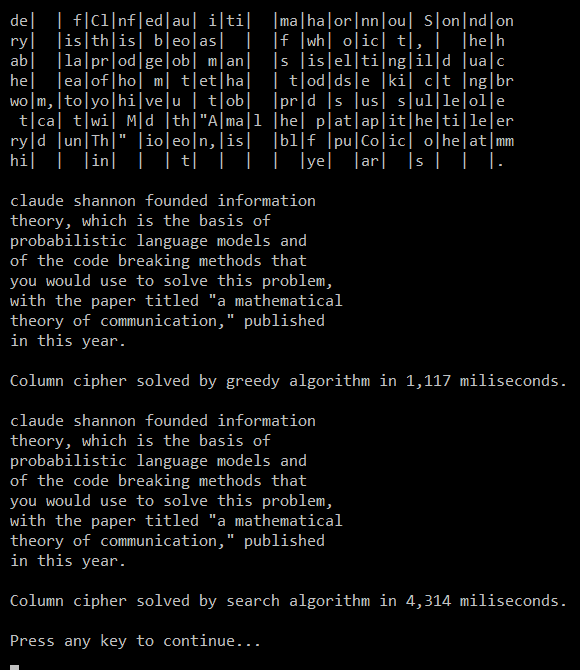 de|  | f|Cl|nf|ed|au| i|ti|  |ma|ha|or|nn|ou| S|on|nd|on
ry|  |is|th|is| b|eo|as|  |  |f |wh| o|ic| t|, |  |he|h
ab|  |la|pr|od|ge|ob| m|an|  |s |is|el|ti|ng|il|d |ua|c
he|  |ea|of|ho| m| t|et|ha|  | t|od|ds|e |ki| c|t |ng|br
wo|m,|to|yo|hi|ve|u | t|ob|  |pr|d |s |us| s|ul|le|ol|e
 t|ca| t|wi| M|d |th|"A|ma|l |he| p|at|ap|it|he|ti|le|er
ry|d |un|Th|" |io|eo|n,|is|  |bl|f |pu|Co|ic| o|he|at|mm
hi|  |  |in|  | t|  |  |  |  |  |ye|  |ar| |s |  |  |.
claude shannon founded information
theory, which is the basis of
probabilistic language models and
of the code breaking methods that
you would use to solve this problem,
with the paper titled "a mathematical
theory of communication," published
in this year.
Column cipher solved by greedy algorithm in 1,117 miliseconds.
claude shannon founded information
theory, which is the basis of
probabilistic language models and
of the code breaking methods that
you would use to solve this problem,
with the paper titled "a mathematical
theory of communication," published
in this year.
Column cipher solved by search algorithm in 4,314 miliseconds.
Press any key to continue...